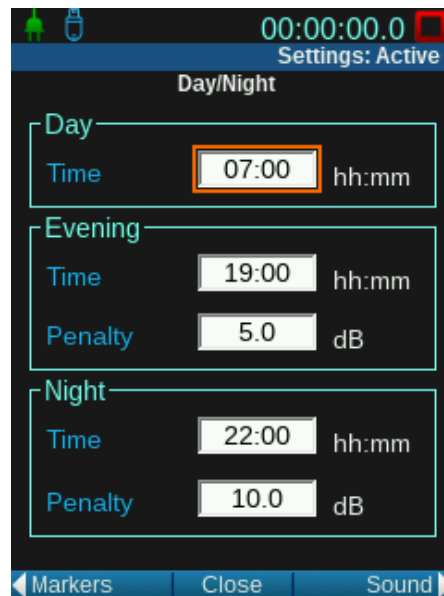 00:00:00.0
Settings: Active
Day/Night
Day
Time 07:00 hh:mm
Evening
Time 19:00 hh:mm
Penalty 5.0 dB
Night
Time 22:00 hh:mm
Penalty 10.0 dB
Markers Close Sound